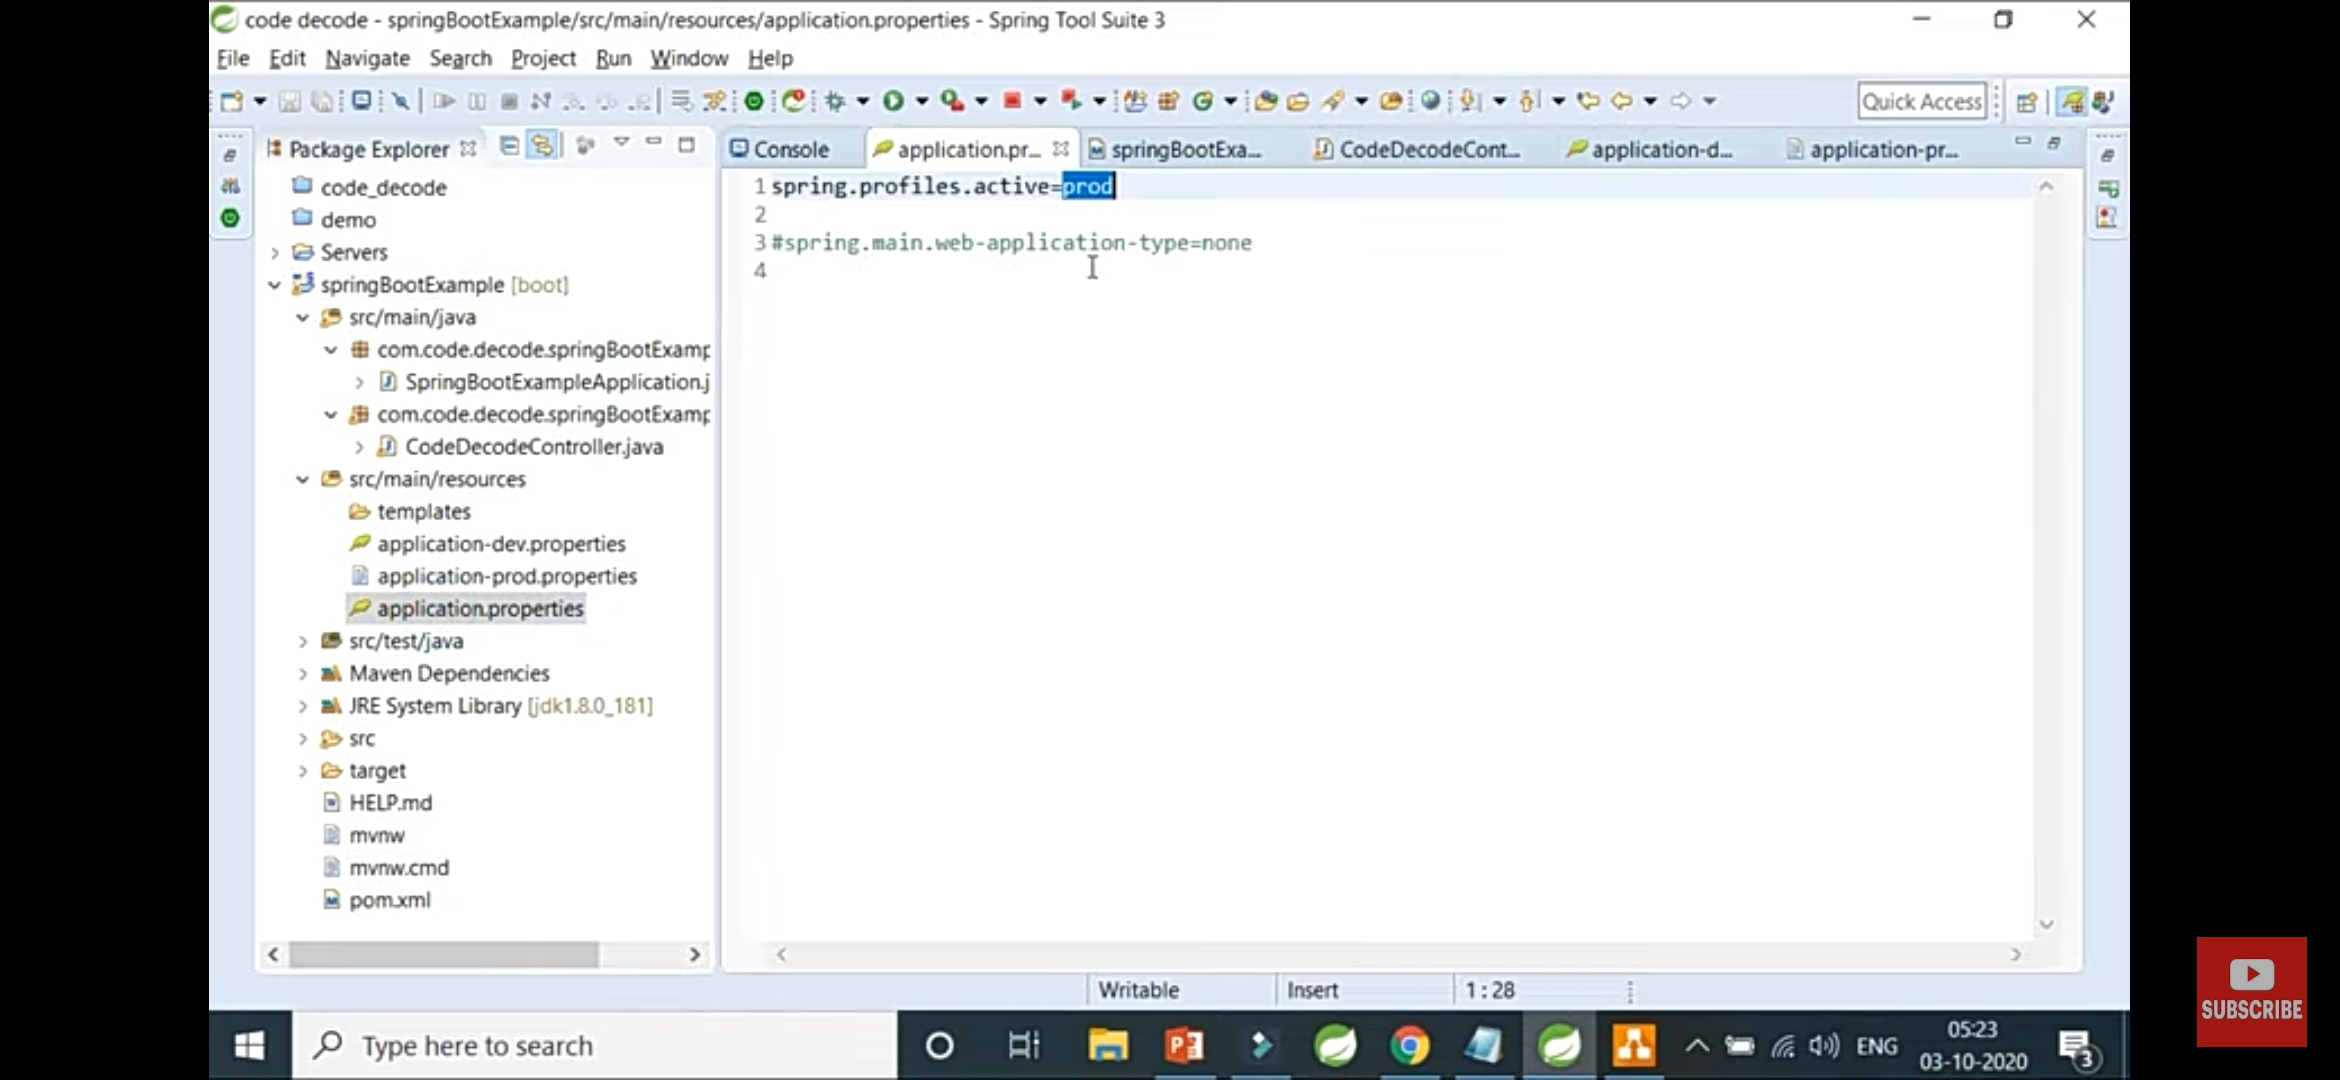 code decode - springBootExample/src/main/resources/application.properties - Spring Tool Suite 3
File Edit Navigate Search Project Run Window Help
Quick Access
Package Explorer
Console application.pr... springBootExa... CodeDecodeCont... application-d... application-pr...
code_decode
demo
Servers
springBootExample [boot]
src/main/java
com.code.decode.springBootExamp
SpringBootExampleApplication.j
com.code.decode.springBootExamp
CodeDecodeController.java
src/main/resources
templates
application-dev.properties
application-prod.properties
application.properties
src/test/java
Maven Dependencies
JRE System Library [jdk1.8.0_181]
src
target
HELP.md
mvnw
mvnw.cmd
pom.xml
1 spring.profiles.active=prod
2
3 #spring.main.web-application-type=none
4
Writable Insert 1 : 28
SUBSCRIBE
Type here to search
ENG
05:23
03-10-2020
3